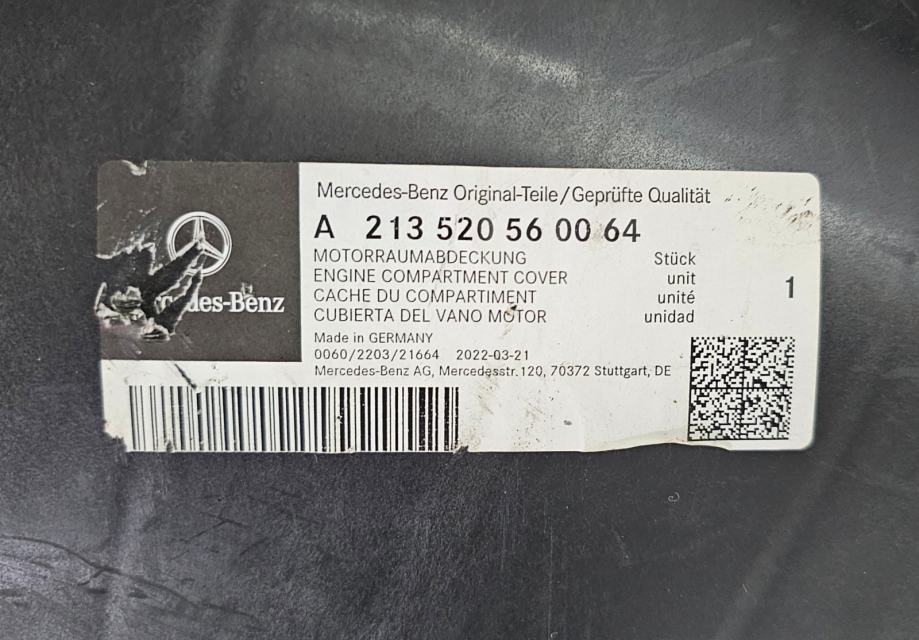 Mercedes-Benz Original-Teile/Geprüfte Qualität
A 213 520 56 00 64
MOTORRAUMABDECKUNG Stück
ENGINE COMPARTMENT COVER unit
CACHE DU COMPARTIMENT unité
CUBIERTA DEL VANO MOTOR unidad
1
Made in GERMANY
0060/2203/21664 2022-03-21
Mercedes-Benz AG, Mercedesstr.120, 70372 Stuttgart, DE